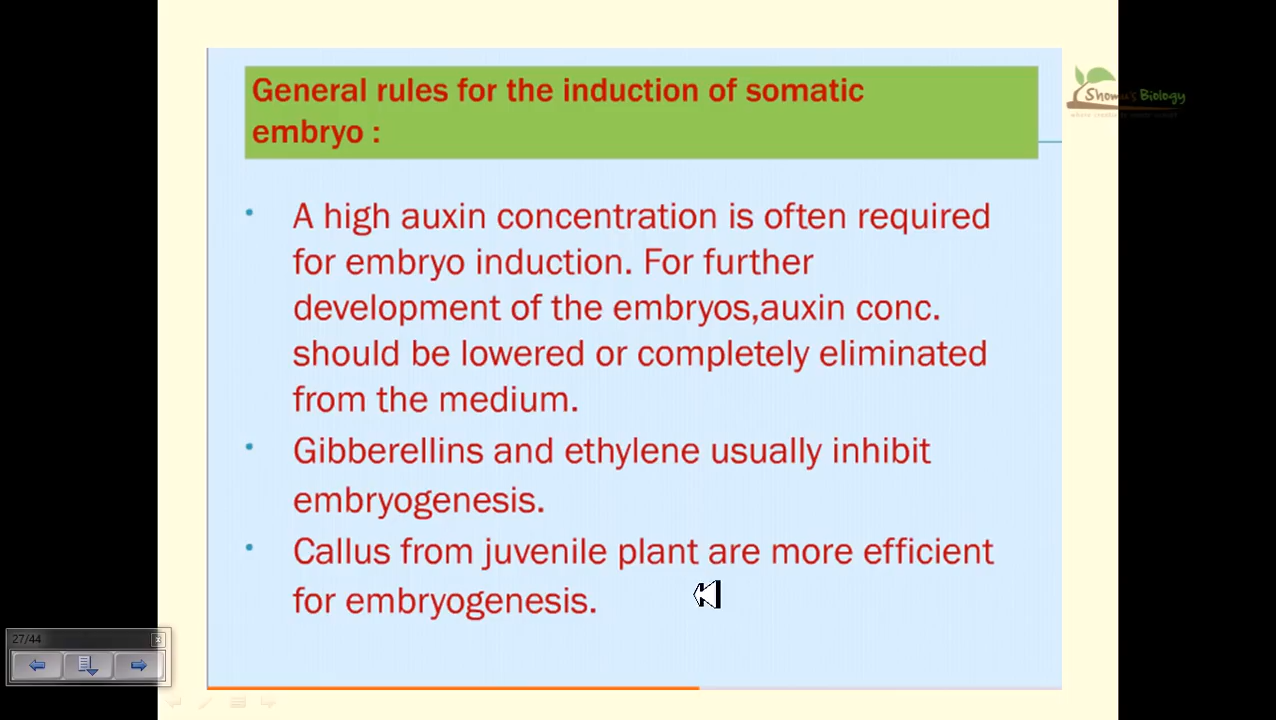 General rules for the induction of somatic
embryo :
Shomu's Biology
• A high auxin concentration is often required
for embryo induction. For further
development of the embryos,auxin conc.
should be lowered or completely eliminated
from the medium.
• Gibberellins and ethylene usually inhibit
embryogenesis.
• Callus from juvenile plant are more efficient
for embryogenesis.
27/44